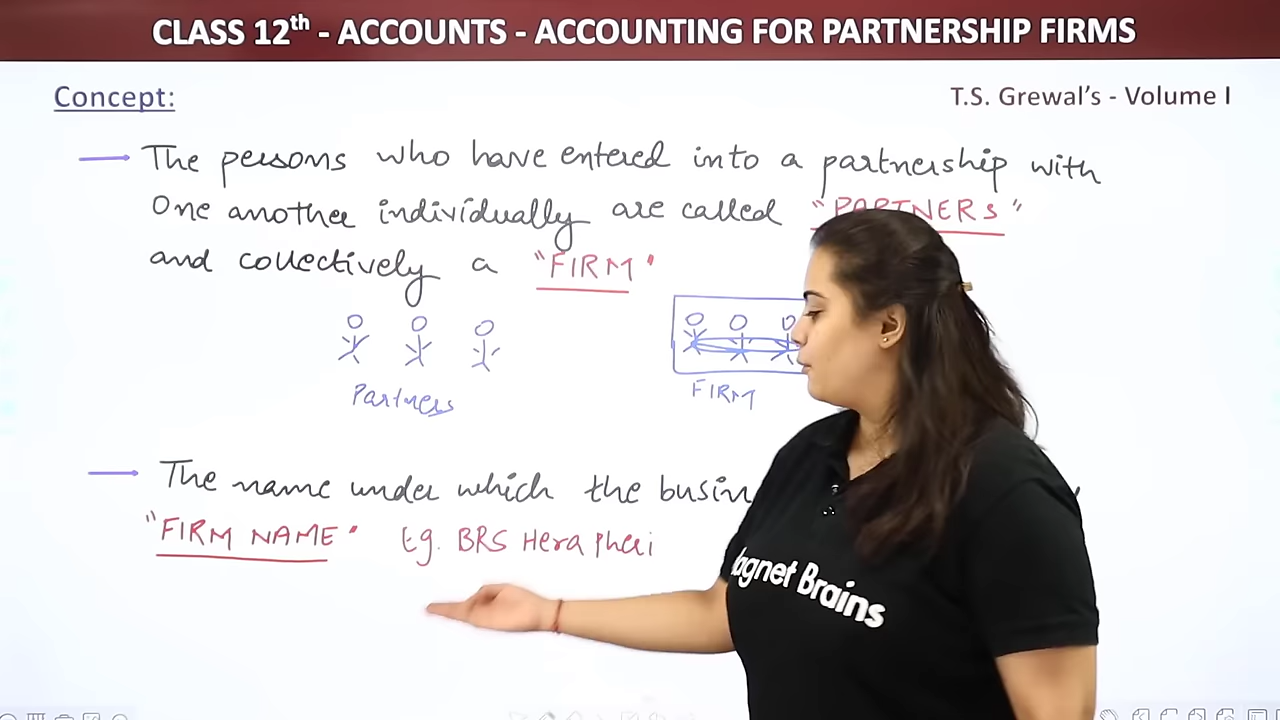 CLASS 12th - ACCOUNTS - ACCOUNTING FOR PARTNERSHIP FIRMS
Concept:
T.S. Grewal's - Volume I
The persons who have entered into a partnership with
One another individually are called "PARTNERs"
and collectively a "FIRM"
Partners
FIRM
The name under which the
"FIRM NAME" Eg. BRS Hera Pheri
Brains